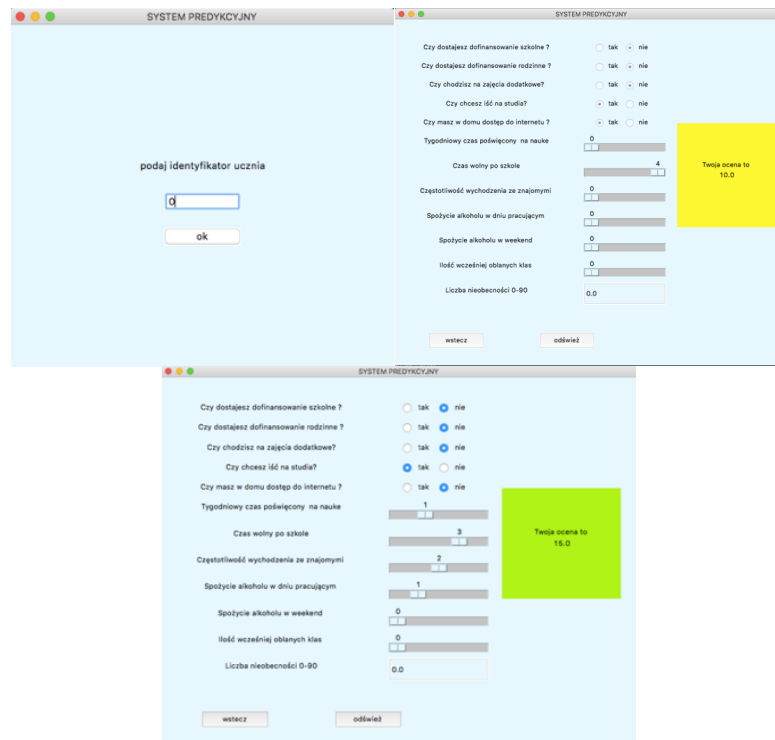 SYSTEM PREDYKCYJNY
podaj identyfikator ucznia
0
ok
SYSTEM PREDYKCYJNY
Czy dostajesz dofinansowanie szkolne ? tak nie
Czy dostajesz dofinansowanie rodzinne ? tak nie
Czy chodzisz na zajęcia dodatkowe? tak nie
Czy chcesz iść na studia? tak nie
Czy masz w domu dostęp do internetu ? tak nie
Tygodniowy czas poświęcony na nauke 0
Czas wolny po szkole 4
Częstotliwość wychodzenia ze znajomymi 0
Spożycie alkoholu w dniu pracującym 0
Spożycie alkoholu w weekend 0
Ilość wcześniej oblanych klas 0
Liczba nieobecności 0-90 0.0
Twoja ocena to
10.0
wstecz odśwież
SYSTEM PREDYKCYJNY
Czy dostajesz dofinansowanie szkolne ? tak nie
Czy dostajesz dofinansowanie rodzinne ? tak nie
Czy chodzisz na zajęcia dodatkowe? tak nie
Czy chcesz iść na studia? tak nie
Czy masz w domu dostęp do internetu ? tak nie
Tygodniowy czas poświęcony na nauke 1
Czas wolny po szkole 3
Częstotliwość wychodzenia ze znajomymi 2
Spożycie alkoholu w dniu pracującym 1
Spożycie alkoholu w weekend 0
Ilość wcześniej oblanych klas 0
Liczba nieobecności 0-90 0.0
Twoja ocena to
15.0
wstecz odśwież